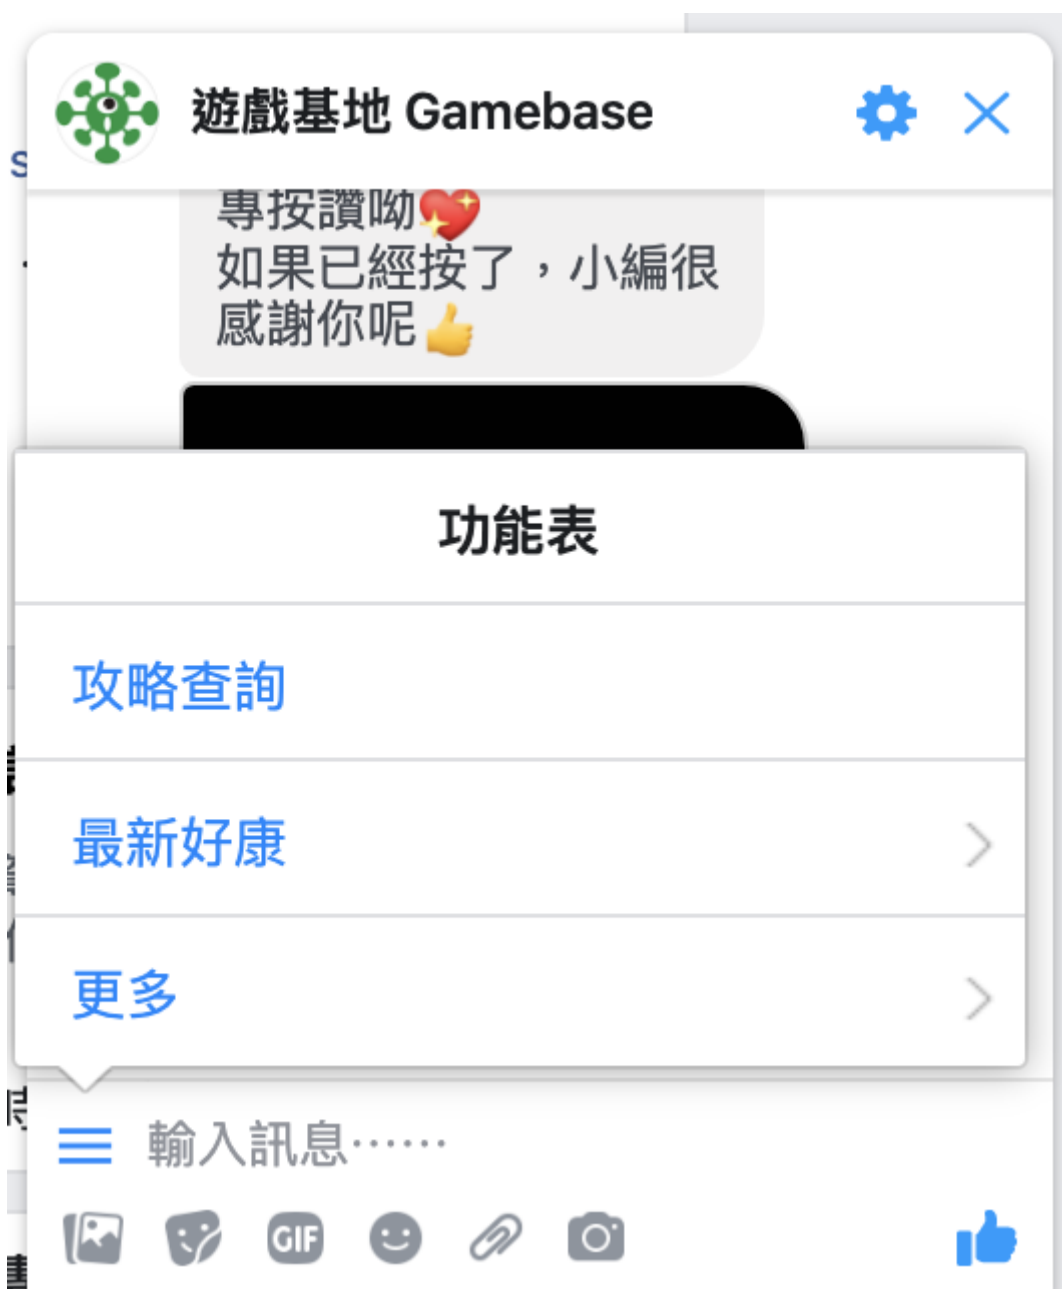 遊戲基地 Gamebase
專按讚呦💖
如果已經按了，小編很
感謝你呢👍
功能表
攻略查詢
最新好康
更多
輸入訊息……
GIF